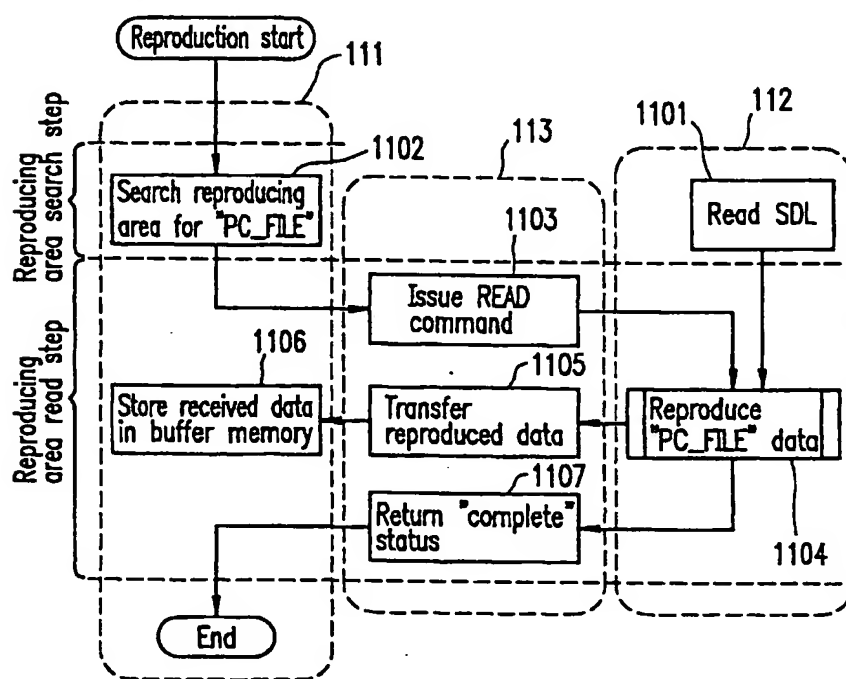 Reproduction start
111
112
1101
113
1102
Reproducing
area search step
Search reproducing
area for "PC_FILE"
Read SDL
1103
Issue READ
command
Reproducing
area read step
1106
Store received data
in buffer memory
1105
Transfer
reproduced data
Reproduce
"PC_FILE" data
1104
1107
Return "complete"
status
End